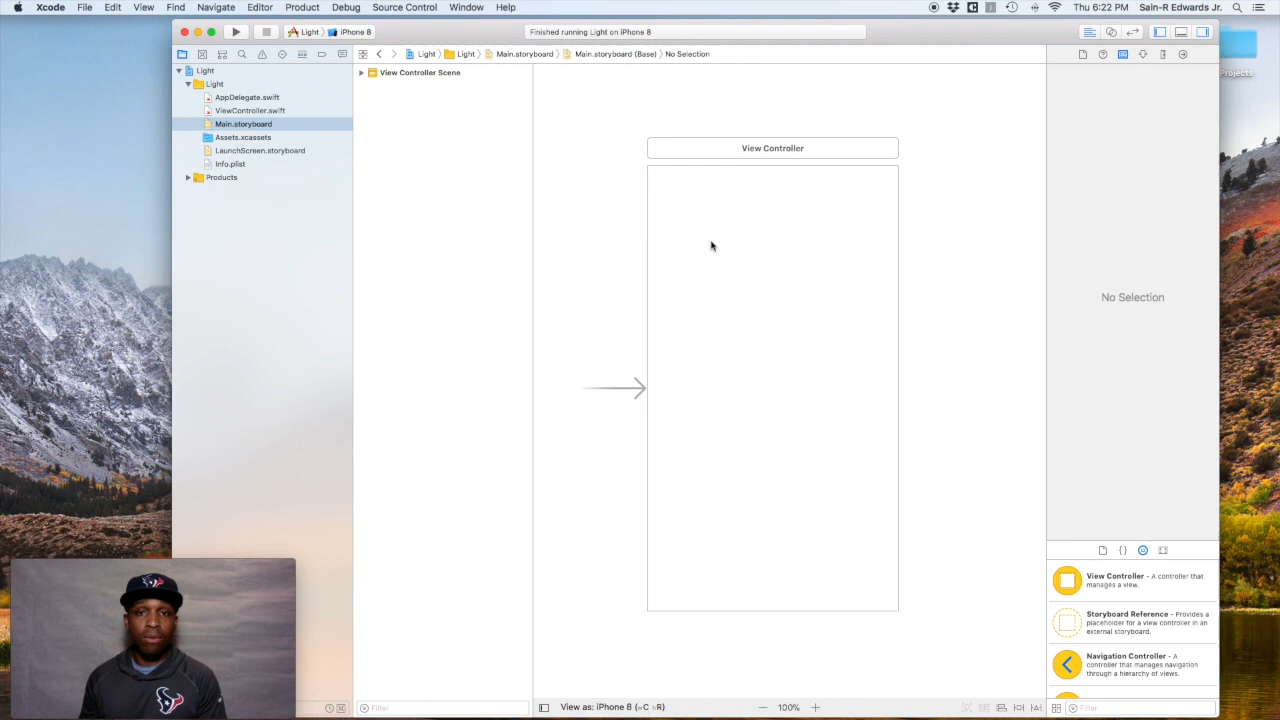 Xcode File Edit View Find Navigate Editor Product Debug Source Control Window Help
Thu 6:22 PM Sain-R Edwards Jr.
Light iPhone 8
Finished running Light on iPhone 8
Projects
Light Light Main.storyboard Main.storyboard (Base) No Selection
Light
Light
AppDelegate.swift
ViewController.swift
Main.storyboard
Assets.xcassets
LaunchScreen.storyboard
Info.plist
Products
View Controller Scene
View Controller
No Selection
View Controller - A controller that
manages a view.
Storyboard Reference - Provides a
placeholder for a view controller in an
external storyboard.
Navigation Controller - A
controller that manages navigation
through a hierarchy of views.
Filter
View as: iPhone 8 (wC hR)
— 100% +
Filter